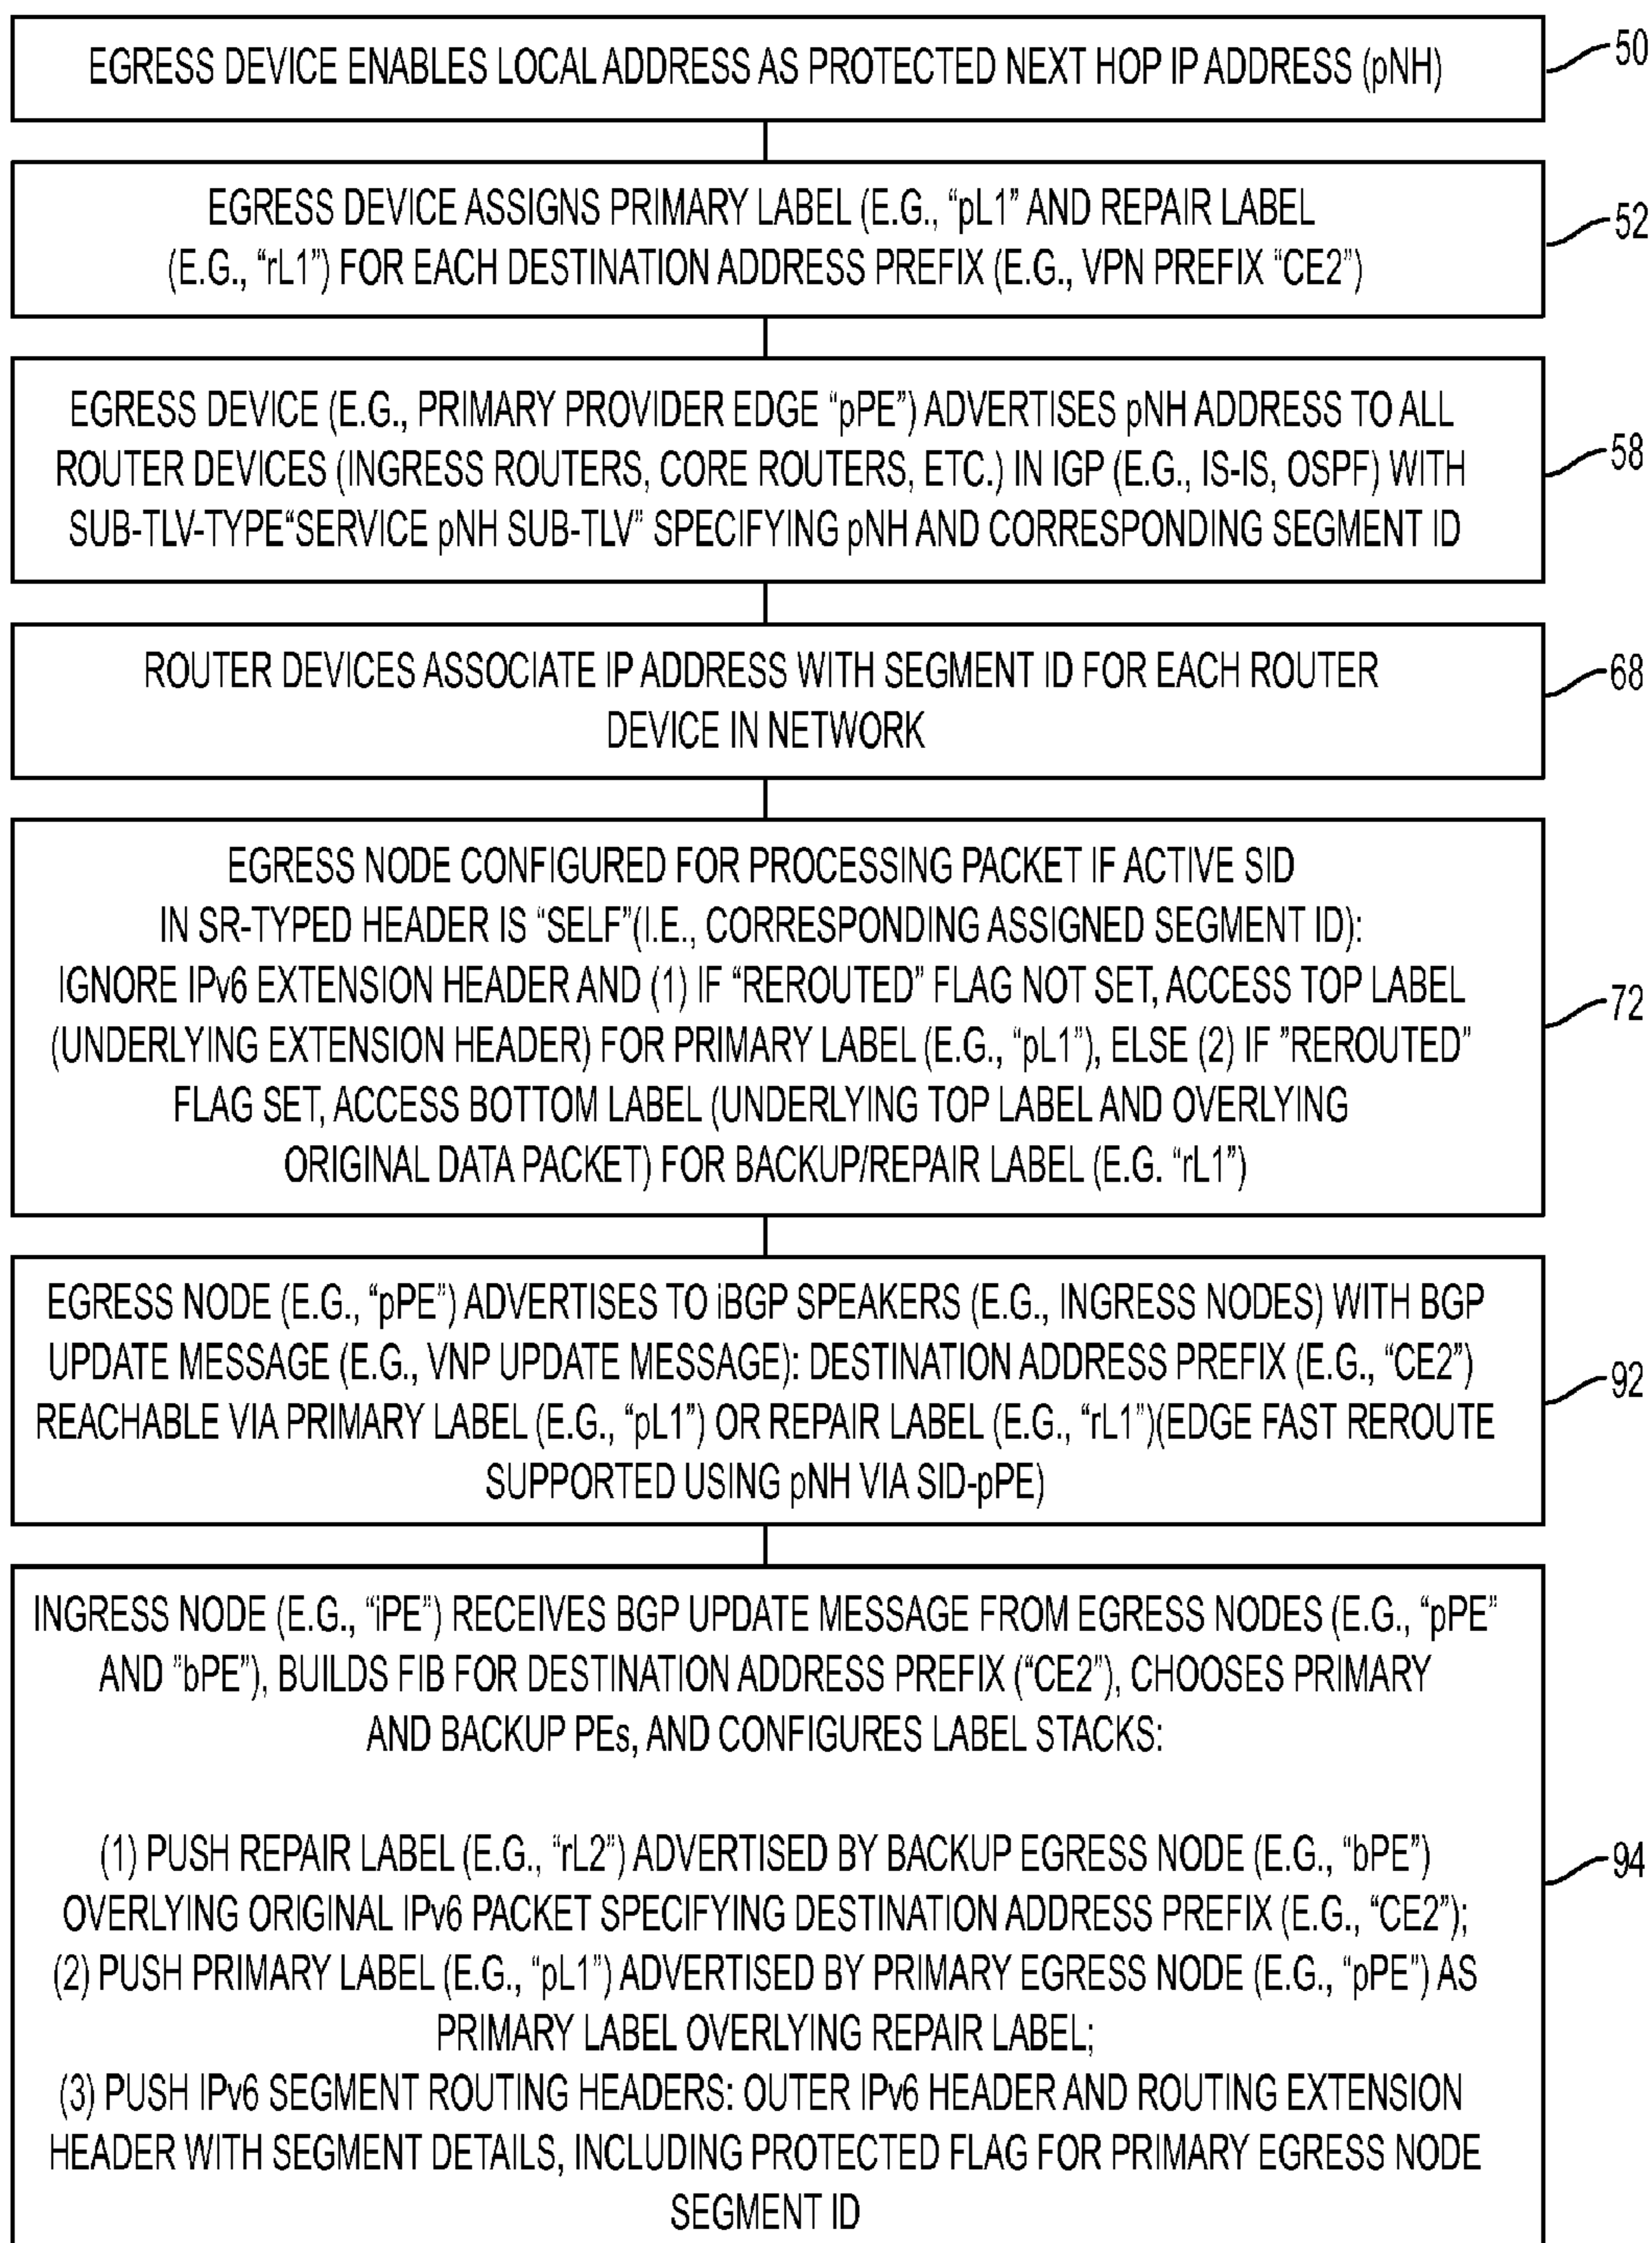 EGRESS DEVICE ENABLES LOCAL ADDRESS AS PROTECTED NEXT HOP IP ADDRESS (pNH)
50
EGRESS DEVICE ASSIGNS PRIMARY LABEL (E.G., “pL1” AND REPAIR LABEL
(E.G., “rL1”) FOR EACH DESTINATION ADDRESS PREFIX (E.G., VPN PREFIX “CE2”)
52
EGRESS DEVICE (E.G., PRIMARY PROVIDER EDGE “pPE”) ADVERTISES pNH ADDRESS TO ALL
ROUTER DEVICES (INGRESS ROUTERS, CORE ROUTERS, ETC.) IN IGP (E.G., IS-IS, OSPF) WITH
SUB-TLV-TYPE“SERVICE pNH SUB-TLV” SPECIFYING pNH AND CORRESPONDING SEGMENT ID
58
ROUTER DEVICES ASSOCIATE IP ADDRESS WITH SEGMENT ID FOR EACH ROUTER
DEVICE IN NETWORK
68
EGRESS NODE CONFIGURED FOR PROCESSING PACKET IF ACTIVE SID
IN SR-TYPED HEADER IS “SELF”(I.E., CORRESPONDING ASSIGNED SEGMENT ID):
IGNORE IPv6 EXTENSION HEADER AND (1) IF “REROUTED” FLAG NOT SET, ACCESS TOP LABEL
(UNDERLYING EXTENSION HEADER) FOR PRIMARY LABEL (E.G., “pL1”), ELSE (2) IF ”REROUTED”
FLAG SET, ACCESS BOTTOM LABEL (UNDERLYING TOP LABEL AND OVERLYING
ORIGINAL DATA PACKET) FOR BACKUP/REPAIR LABEL (E.G. “rL1”)
72
EGRESS NODE (E.G., “pPE”) ADVERTISES TO iBGP SPEAKERS (E.G., INGRESS NODES) WITH BGP
UPDATE MESSAGE (E.G., VNP UPDATE MESSAGE): DESTINATION ADDRESS PREFIX (E.G., “CE2”)
REACHABLE VIA PRIMARY LABEL (E.G., “pL1”) OR REPAIR LABEL (E.G., “rL1”)(EDGE FAST REROUTE
SUPPORTED USING pNH VIA SID-pPE)
92
INGRESS NODE (E.G., “iPE”) RECEIVES BGP UPDATE MESSAGE FROM EGRESS NODES (E.G., “pPE”
AND ”bPE”), BUILDS FIB FOR DESTINATION ADDRESS PREFIX (“CE2”), CHOOSES PRIMARY
AND BACKUP PEs, AND CONFIGURES LABEL STACKS:
(1) PUSH REPAIR LABEL (E.G., “rL2”) ADVERTISED BY BACKUP EGRESS NODE (E.G., “bPE”)
OVERLYING ORIGINAL IPv6 PACKET SPECIFYING DESTINATION ADDRESS PREFIX (E.G., “CE2”);
(2) PUSH PRIMARY LABEL (E.G., “pL1”) ADVERTISED BY PRIMARY EGRESS NODE (E.G., “pPE”) AS
PRIMARY LABEL OVERLYING REPAIR LABEL;
(3) PUSH IPv6 SEGMENT ROUTING HEADERS: OUTER IPv6 HEADER AND ROUTING EXTENSION
HEADER WITH SEGMENT DETAILS, INCLUDING PROTECTED FLAG FOR PRIMARY EGRESS NODE
SEGMENT ID
94